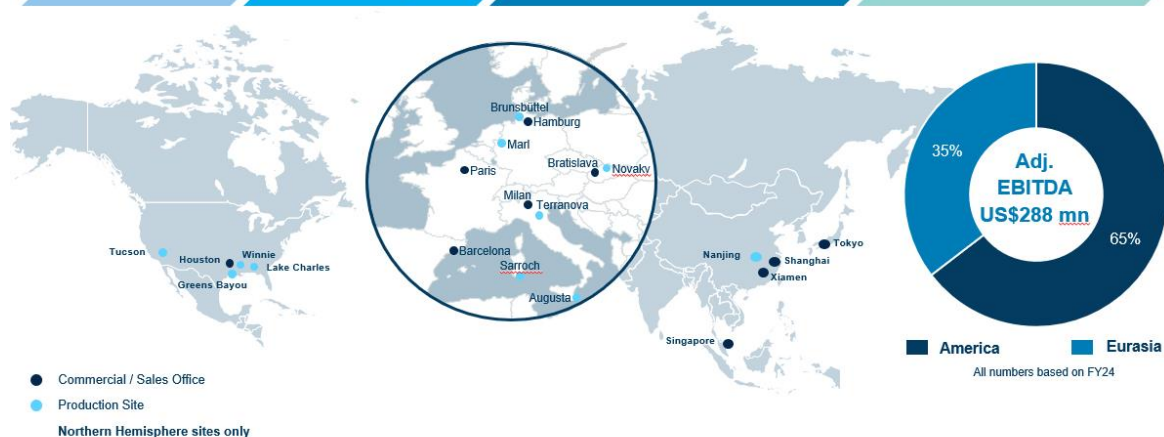 Brunsbüttel
Hamburg
Marl
Bratislava
Novaky
Paris
Milan
Terranova
Barcelona
Sarroch
Augusta
Tucson
Houston
Winnie
Lake Charles
Greens Bayou
Nanjing
Tokyo
Shanghai
Xiamen
Singapore
35%
Adj.
EBITDA
US$288 mn
65%
America
Eurasia
All numbers based on FY24
Commercial / Sales Office
Production Site
Northern Hemisphere sites only